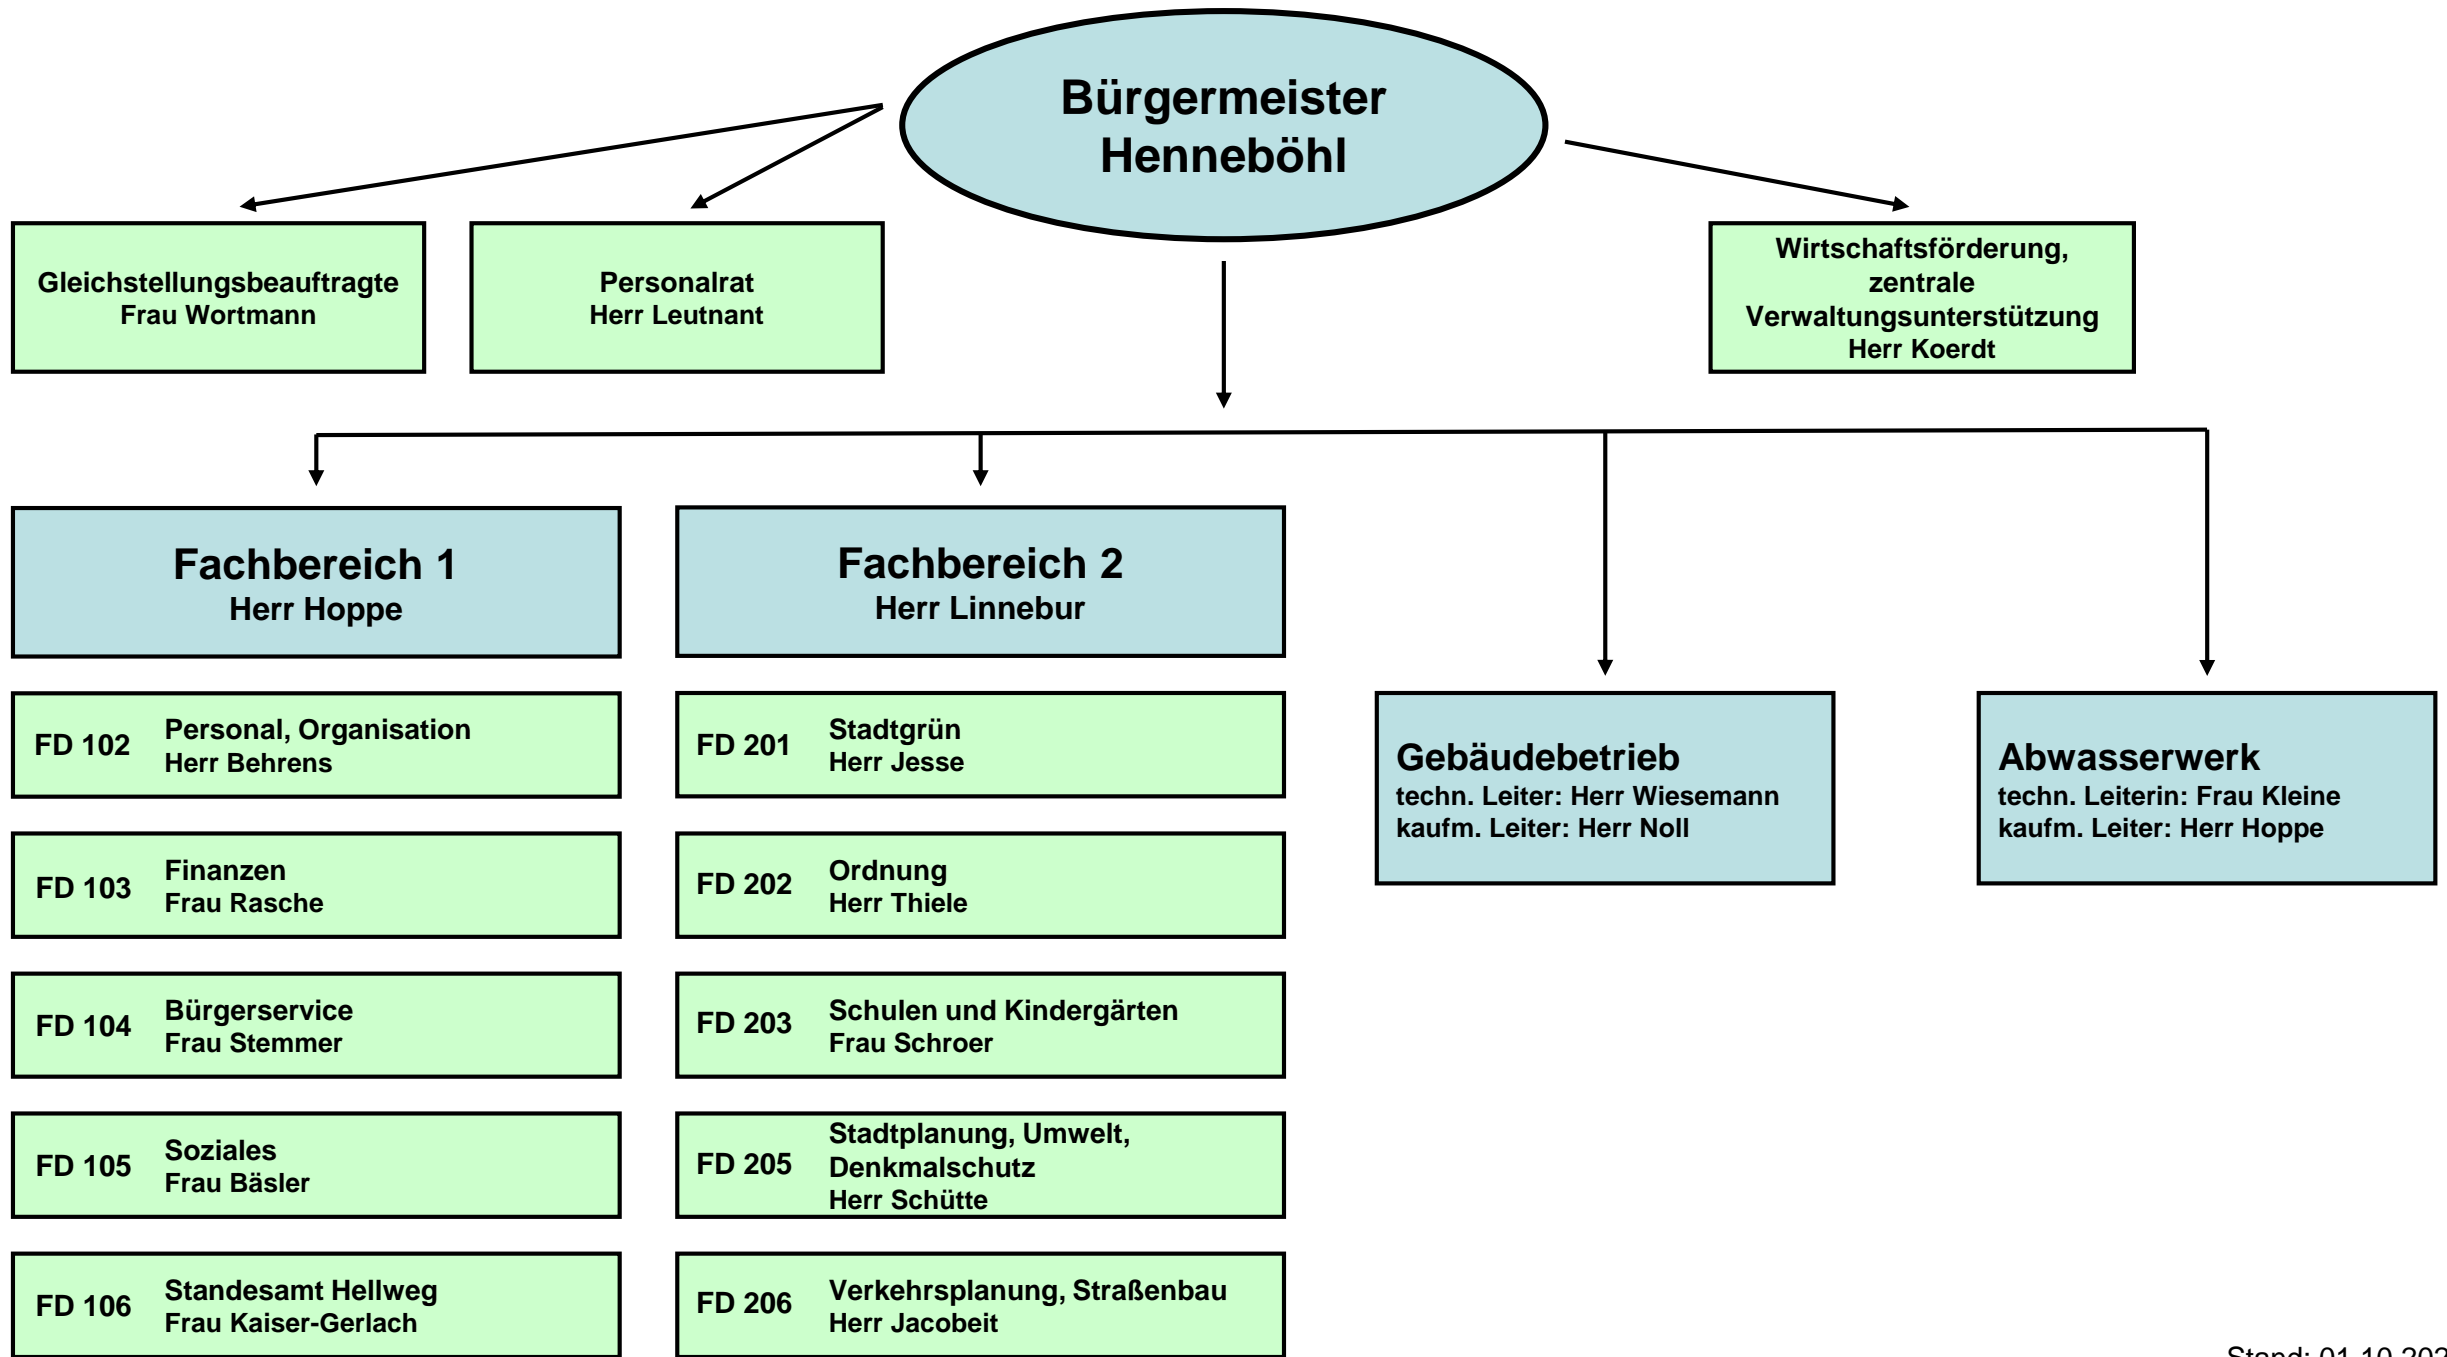 Bürgermeister
Henneböhl
Gleichstellungsbeauftragte
Frau Wortmann
Personalrat
Herr Leutnant
Wirtschaftsförderung,
zentrale
Verwaltungsunterstützung
Herr Koerdt
Fachbereich 1
Herr Hoppe
Fachbereich 2
Herr Linnebur
FD 102
Personal, Organisation
Herr Behrens
FD 201
Stadtgrün
Herr Jesse
Gebäudebetrieb
techn. Leiter: Herr Wiesemann
kaufm. Leiter: Herr Noll
Abwasserwerk
techn. Leiterin: Frau Kleine
kaufm. Leiter: Herr Hoppe
FD 103
Finanzen
Frau Rasche
FD 202
Ordnung
Herr Thiele
FD 104
Bürgerservice
Frau Stemmer
FD 203
Schulen und Kindergärten
Frau Schroer
FD 105
Soziales
Frau Bäsler
FD 205
Stadtplanung, Umwelt,
Denkmalschutz
Herr Schütte
FD 106
Standesamt Hellweg
Frau Kaiser-Gerlach
FD 206
Verkehrsplanung, Straßenbau
Herr Jacobeit
Stand: